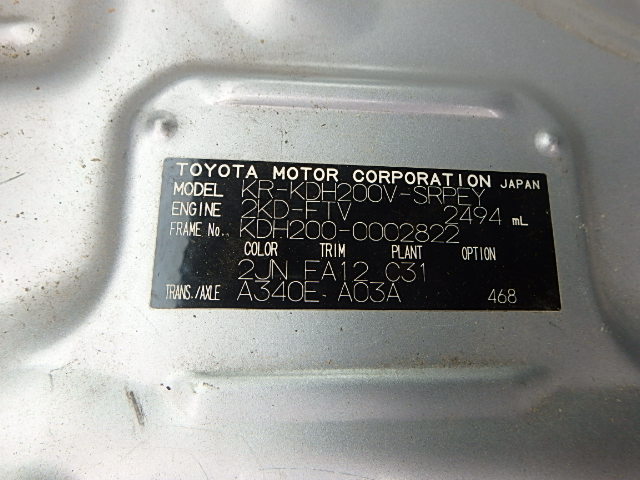 TOYOTA MOTOR CORPORATION JAPAN
MODEL KR-KDH200V-SRPEY
ENGINE 2KD-FTV 2494 mL
FRAME No. KDH200-0002822
COLOR TRIM PLANT OPTION
2JN FA12 C31
TRANS./AXLE A340E A03A 468